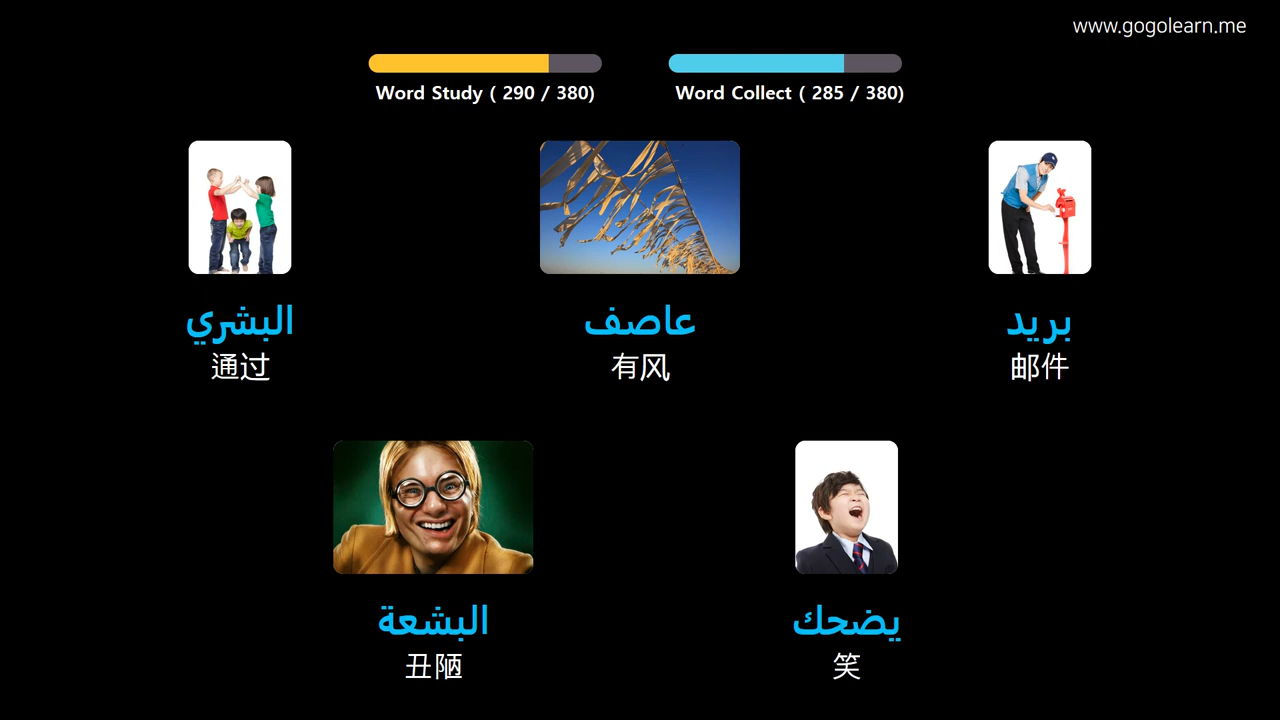 www.gogolearn.me
Word Study ( 290 / 380)
Word Collect ( 285 / 380)
البشري
通过
عاصف
有风
بريد
邮件
البشعة
丑陋
يضحك
笑